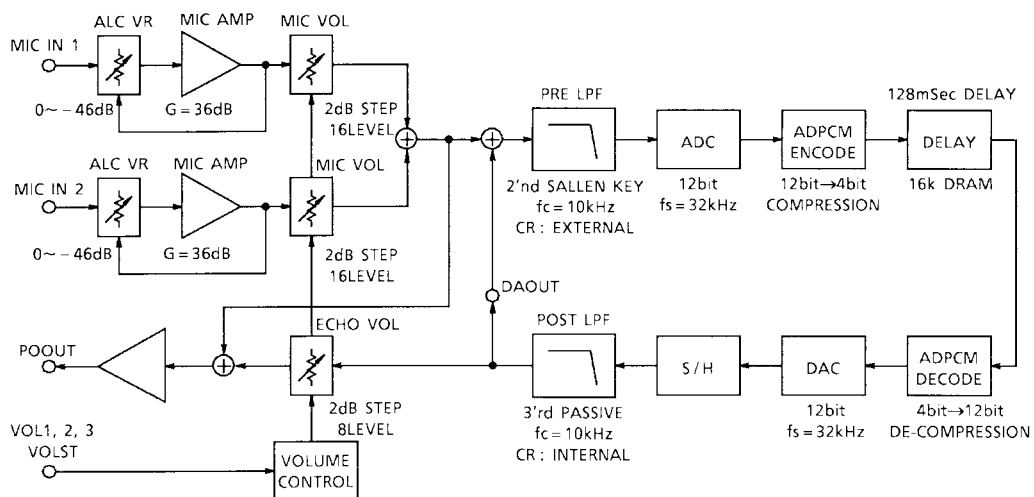 ALC VR
MIC AMP
MIC VOL
MIC IN 1
0~ −46dB
G = 36dB
2dB STEP
16LEVEL
ALC VR
MIC AMP
MIC VOL
MIC IN 2
0~ −46dB
G = 36dB
2dB STEP
16LEVEL
PRE LPF
2'nd SALLEN KEY
fc = 10kHz
CR : EXTERNAL
ADC
12bit
fs = 32kHz
ADPCM
ENCODE
12bit→4bit
COMPRESSION
128mSec DELAY
DELAY
16k DRAM
DAOUT
ECHO VOL
2dB STEP
8LEVEL
POOUT
POST LPF
3'rd PASSIVE
fc = 10kHz
CR : INTERNAL
S / H
DAC
12bit
fs = 32kHz
ADPCM
DECODE
4bit→12bit
DE-COMPRESSION
VOL1, 2, 3
VOLST
VOLUME
CONTROL